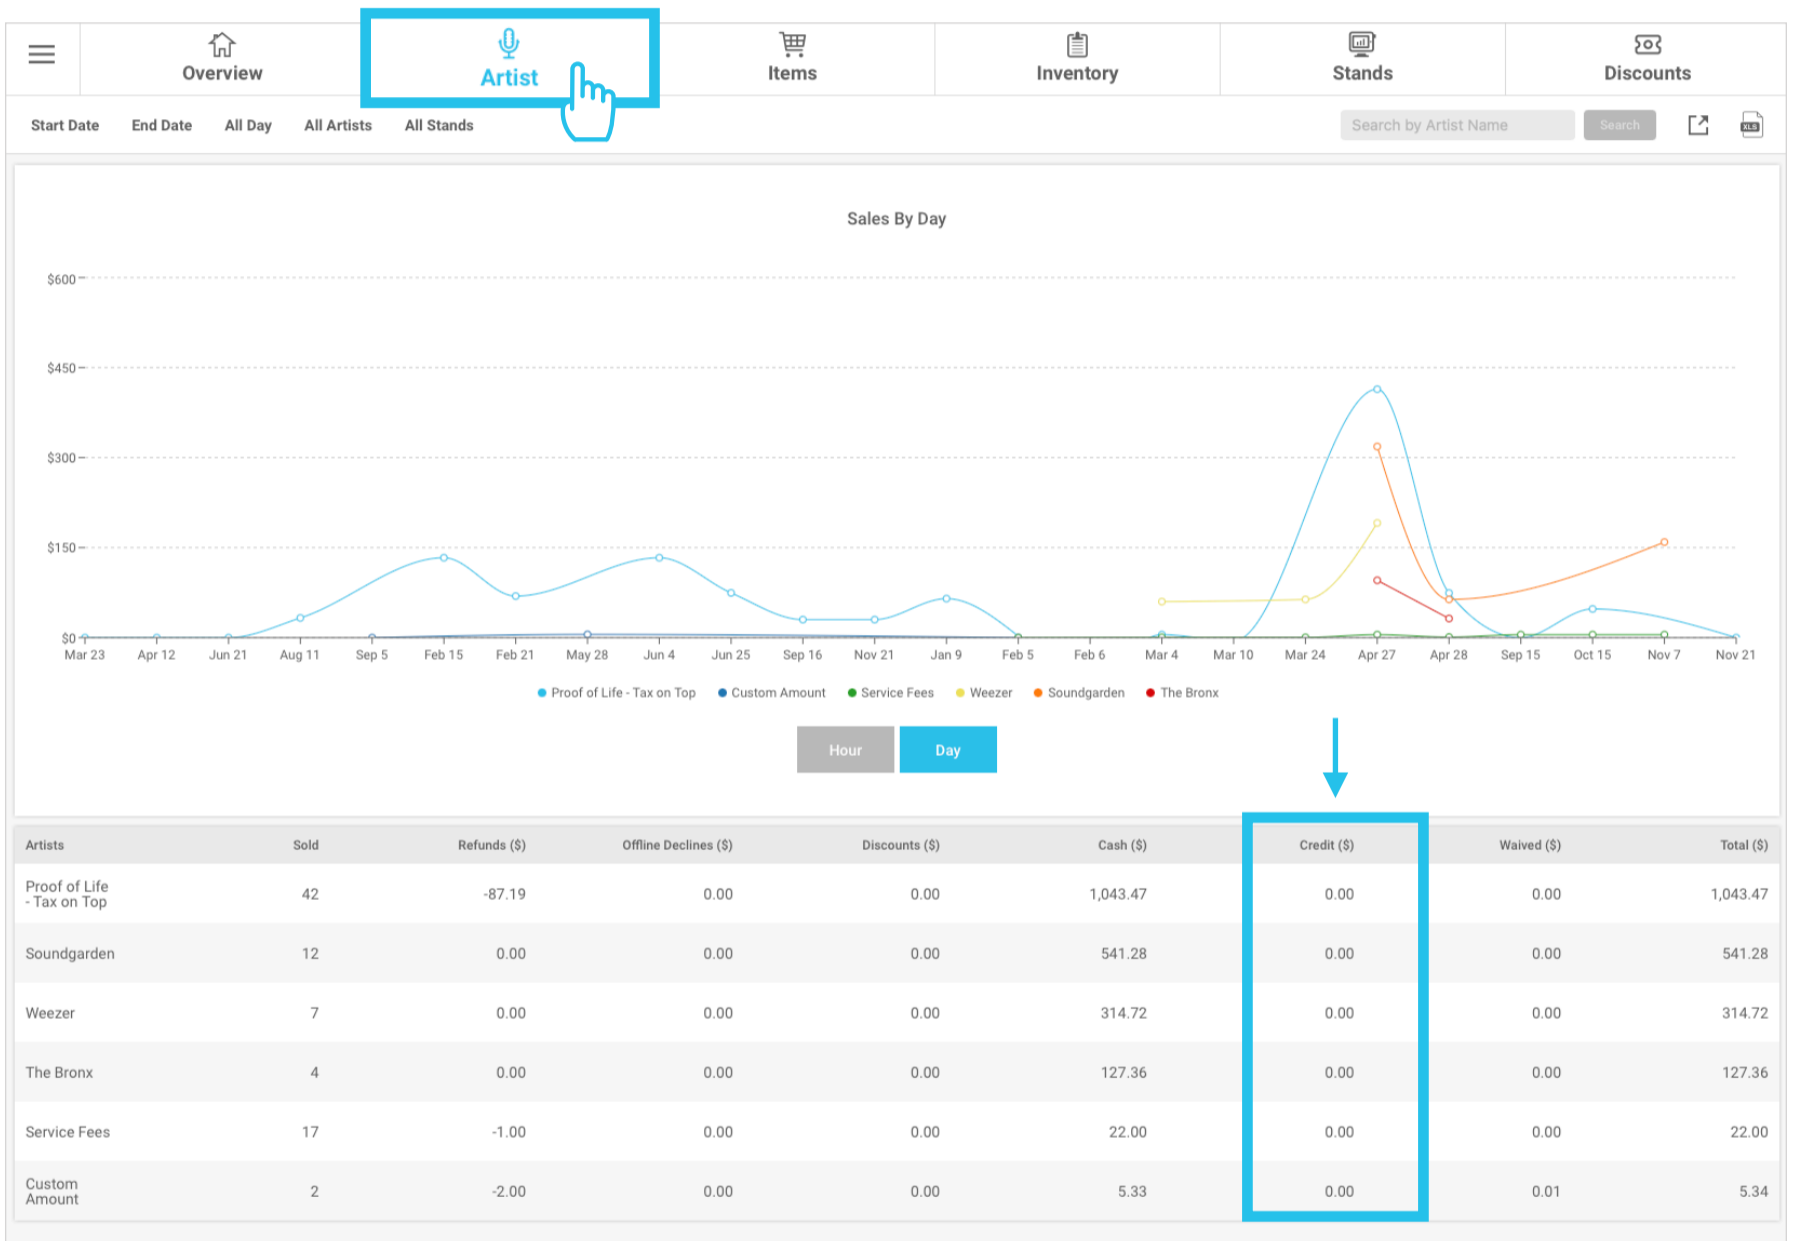 Overview
Artist
Items
Inventory
Stands
Discounts
Start Date End Date All Day All Artists All Stands Search by Artist Name Search XLS
Sales By Day
$600
$450
$300
$150
$0
Mar 23 Apr 12 Jun 21 Aug 11 Sep 5 Feb 15 Feb 21 May 28 Jun 4 Jun 25 Sep 16 Nov 21 Jan 9 Feb 5 Feb 6 Mar 4 Mar 10 Mar 24 Apr 27 Apr 28 Sep 15 Oct 15 Nov 7 Nov 21
Proof of Life - Tax on Top Custom Amount Service Fees Weezer Soundgarden The Bronx
Hour Day
Artists Sold Refunds ($) Offline Declines ($) Discounts ($) Cash ($) Credit ($) Waived ($) Total ($)
Proof of Life
- Tax on Top 42 -87.19 0.00 0.00 1,043.47 0.00 0.00 1,043.47
Soundgarden 12 0.00 0.00 0.00 541.28 0.00 0.00 541.28
Weezer 7 0.00 0.00 0.00 314.72 0.00 0.00 314.72
The Bronx 4 0.00 0.00 0.00 127.36 0.00 0.00 127.36
Service Fees 17 -1.00 0.00 0.00 22.00 0.00 0.00 22.00
Custom
Amount 2 -2.00 0.00 0.00 5.33 0.00 0.01 5.34